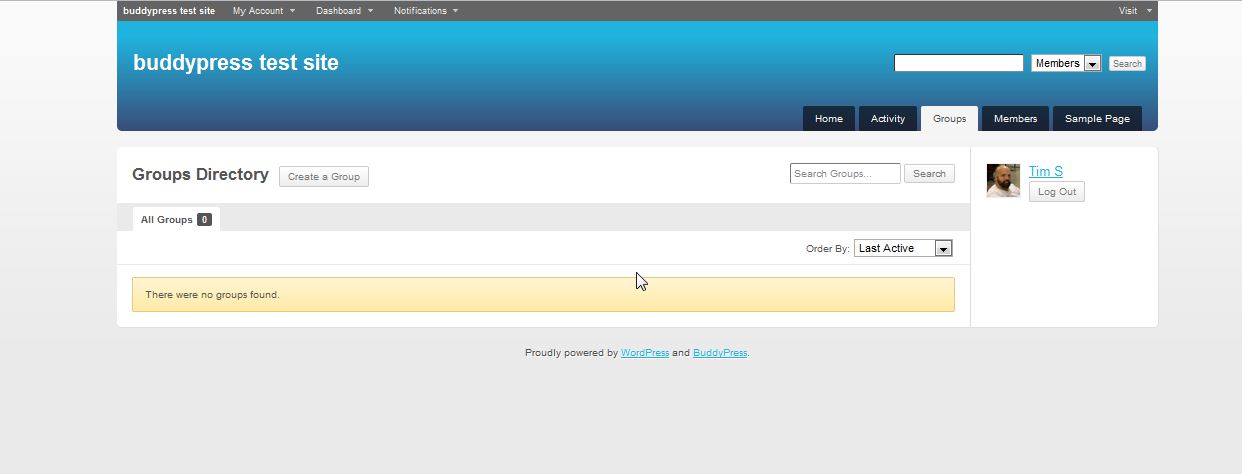 buddypress test site My Account Dashboard Notifications Visit
buddypress test site
Members Search
Home Activity Groups Members Sample Page
Groups Directory Create a Group Search Groups... Search
Tim S
Log Out
All Groups 0
Order By: Last Active
There were no groups found.
Proudly powered by WordPress and BuddyPress.